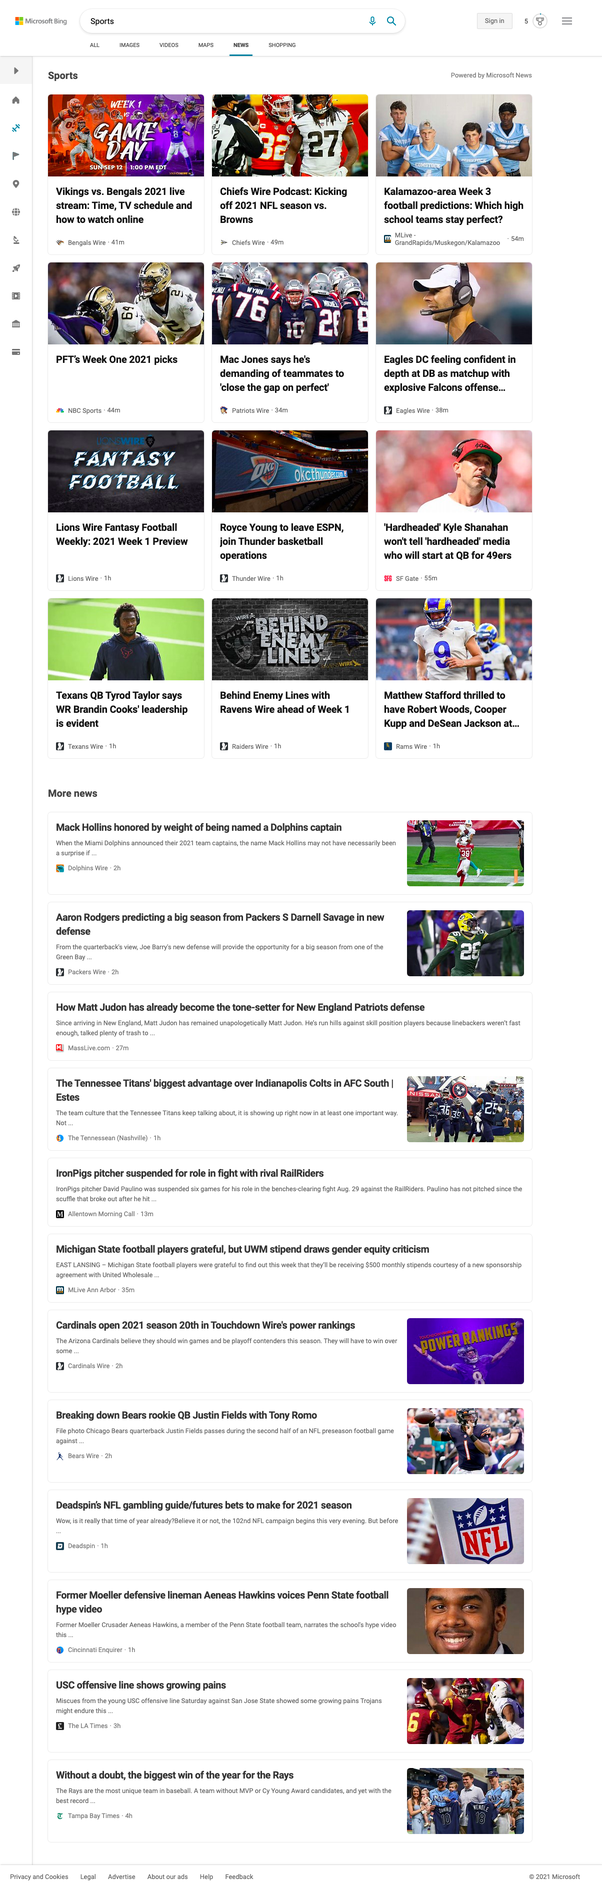 Microsoft Bing
Sports
Sign in
5
ALL
IMAGES
VIDEOS
MAPS
NEWS
SHOPPING
Sports
Powered by Microsoft News
WEEK 1
GAME
DAY
SUN SEP 12 | 1:00 PM EDT
32
27
Vikings vs. Bengals 2021 live
stream: Time, TV schedule and
how to watch online
Bengals Wire · 41m
Chiefs Wire Podcast: Kicking
off 2021 NFL season vs.
Browns
Chiefs Wire · 49m
Kalamazoo-area Week 3
football predictions: Which high
school teams stay perfect?
MLive -
GrandRapids/Muskegon/Kalamazoo
· 54m
2
76
10
PFT's Week One 2021 picks
NBC Sports · 44m
Mac Jones says he's
demanding of teammates to
'close the gap on perfect'
Patriots Wire · 34m
Eagles DC feeling confident in
depth at DB as matchup with
explosive Falcons offense...
Eagles Wire · 38m
FANTASY
FOOTBALL
OKC
okcthunder.com
Lions Wire Fantasy Football
Weekly: 2021 Week 1 Preview
Lions Wire · 1h
Royce Young to leave ESPN,
join Thunder basketball
operations
Thunder Wire · 1h
'Hardheaded' Kyle Shanahan
won't tell 'hardheaded' media
who will start at QB for 49ers
SF Gate · 55m
BEHIND
ENEMY
LINES
9
5
Texans QB Tyrod Taylor says
WR Brandin Cooks' leadership
is evident
Texans Wire · 1h
Behind Enemy Lines with
Ravens Wire ahead of Week 1
Raiders Wire · 1h
Matthew Stafford thrilled to
have Robert Woods, Cooper
Kupp and DeSean Jackson at...
Rams Wire · 1h
More news
Mack Hollins honored by weight of being named a Dolphins captain
When the Miami Dolphins announced their 2021 team captains, the name Mack Hollins may not have necessarily been
a surprise if ...
Dolphins Wire · 2h
Aaron Rodgers predicting a big season from Packers S Darnell Savage in new
defense
From the quarterback's view, Joe Barry's new defense will provide the opportunity for a big season from one of the
Green Bay ...
Packers Wire · 2h
26
How Matt Judon has already become the tone-setter for New England Patriots defense
Since arriving in New England, Matt Judon has remained unapologetically Matt Judon. He's run hills against skill position players because linebackers weren't fast
enough, talked plenty of trash to ...
MassLive.com · 27m
The Tennessee Titans' biggest advantage over Indianapolis Colts in AFC South |
Estes
The team culture that the Tennessee Titans keep talking about, it is showing up right now in at least one important way.
Not ...
The Tennessean (Nashville) · 1h
NISSAN
25
IronPigs pitcher suspended for role in fight with rival RailRiders
IronPigs pitcher David Paulino was suspended six games for his role in the benches-clearing fight Aug. 29 against the RailRiders. Paulino has not pitched since the
scuffle that broke out after he hit ...
Allentown Morning Call · 13m
Michigan State football players grateful, but UWM stipend draws gender equity criticism
EAST LANSING – Michigan State football players were grateful to find out this week that they'll be receiving $500 monthly stipends courtesy of a new sponsorship
agreement with United Wholesale ...
MLive Ann Arbor · 35m
Cardinals open 2021 season 20th in Touchdown Wire's power rankings
The Arizona Cardinals believe they should win games and be playoff contenders this season. They will have to win over
some ...
Cardinals Wire · 2h
POWER RANKINGS
8
Breaking down Bears rookie QB Justin Fields with Tony Romo
File photo Chicago Bears quarterback Justin Fields passes during the second half of an NFL preseason football game
against ...
Bears Wire · 2h
1
Deadspin's NFL gambling guide/futures bets to make for 2021 season
Wow, is it really that time of year already?Believe it or not, the 102nd NFL campaign begins this very evening. But before
...
Deadspin · 1h
NFL
Former Moeller defensive lineman Aeneas Hawkins voices Penn State football
hype video
Former Moeller Crusader Aeneas Hawkins, a member of the Penn State football team, narrates the school's hype video
this ...
Cincinnati Enquirer · 1h
USC offensive line shows growing pains
Miscues from the young USC offensive line Saturday against San Jose State showed some growing pains Trojans
might endure this ...
The LA Times · 3h
6
9
Without a doubt, the biggest win of the year for the Rays
The Rays are the most unique team in baseball. A team without MVP or Cy Young Award candidates, and yet with the
best record ...
Tampa Bay Times · 4h
Privacy and Cookies
Legal
Advertise
About our ads
Help
Feedback
© 2021 Microsoft